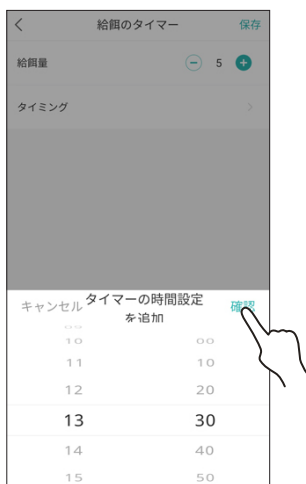 給餌のタイマー 保存
給餌量 5
タイミング
キャンセル タイマーの時間設定 確認
を追加
10 00
11 10
12 20
13 30
14 40
15 50